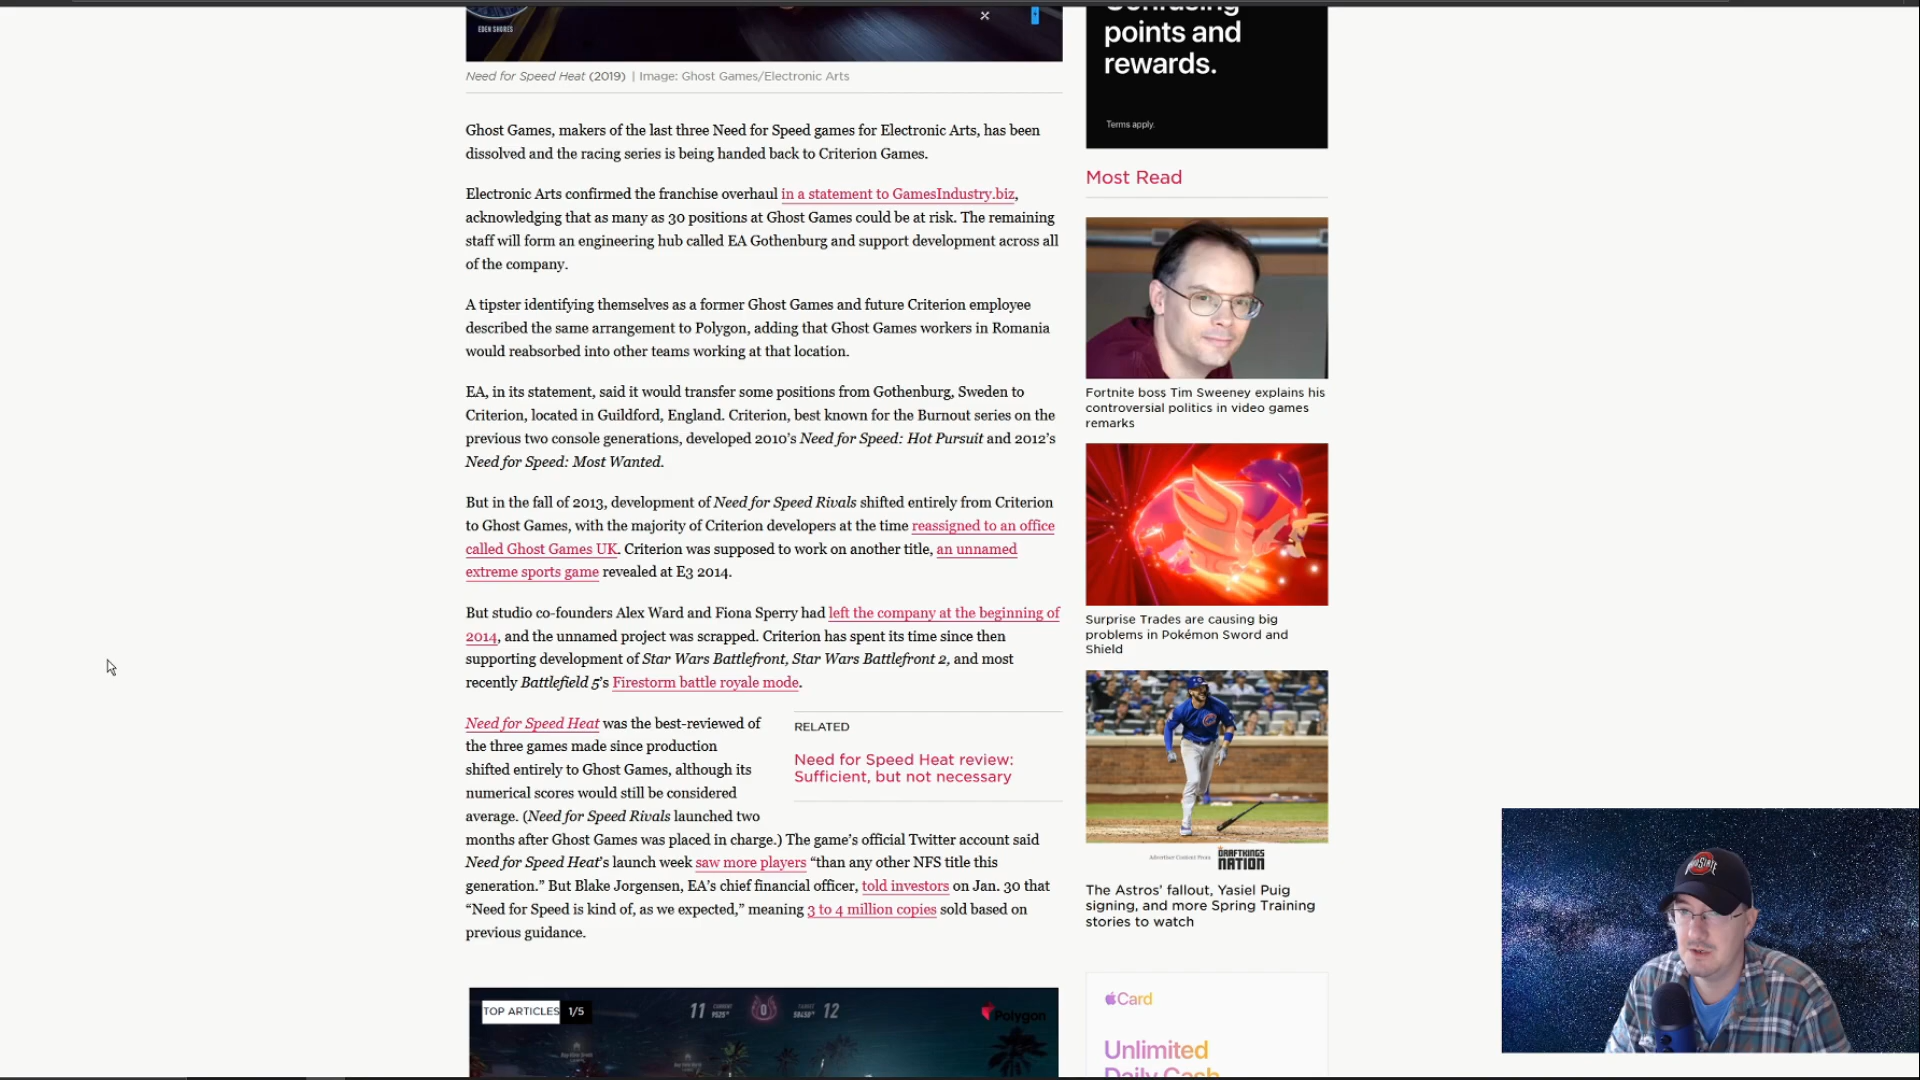 EDEN SHORES
Need for Speed Heat (2019) | Image: Ghost Games/Electronic Arts
Ghost Games, makers of the last three Need for Speed games for Electronic Arts, has been
dissolved and the racing series is being handed back to Criterion Games.
Electronic Arts confirmed the franchise overhaul in a statement to GamesIndustry.biz,
acknowledging that as many as 30 positions at Ghost Games could be at risk. The remaining
staff will form an engineering hub called EA Gothenburg and support development across all
of the company.
A tipster identifying themselves as a former Ghost Games and future Criterion employee
described the same arrangement to Polygon, adding that Ghost Games workers in Romania
would reabsorbed into other teams working at that location.
EA, in its statement, said it would transfer some positions from Gothenburg, Sweden to
Criterion, located in Guildford, England. Criterion, best known for the Burnout series on the
previous two console generations, developed 2010's Need for Speed: Hot Pursuit and 2012's
Need for Speed: Most Wanted.
But in the fall of 2013, development of Need for Speed Rivals shifted entirely from Criterion
to Ghost Games, with the majority of Criterion developers at the time reassigned to an office
called Ghost Games UK. Criterion was supposed to work on another title, an unnamed
extreme sports game revealed at E3 2014.
But studio co-founders Alex Ward and Fiona Sperry had left the company at the beginning of
2014, and the unnamed project was scrapped. Criterion has spent its time since then
supporting development of Star Wars Battlefront, Star Wars Battlefront 2, and most
recently Battlefield 5's Firestorm battle royale mode.
Need for Speed Heat was the best-reviewed of
the three games made since production
shifted entirely to Ghost Games, although its
numerical scores would still be considered
average. (Need for Speed Rivals launched two
months after Ghost Games was placed in charge.) The game's official Twitter account said
Need for Speed Heat's launch week saw more players “than any other NFS title this
generation.” But Blake Jorgensen, EA's chief financial officer, told investors on Jan. 30 that
“Need for Speed is kind of, as we expected,” meaning 3 to 4 million copies sold based on
previous guidance.
RELATED
Need for Speed Heat review:
Sufficient, but not necessary
TOP ARTICLES 1/5
11
12
Polygon
Confusing
points and
rewards.
Terms apply.
Most Read
Fortnite boss Tim Sweeney explains his
controversial politics in video games
remarks
Surprise Trades are causing big
problems in Pokémon Sword and
Shield
Advertiser Content From DRAFTKINGS
NATION
The Astros' fallout, Yasiel Puig
signing, and more Spring Training
stories to watch
Card
Unlimited
Daily Cash